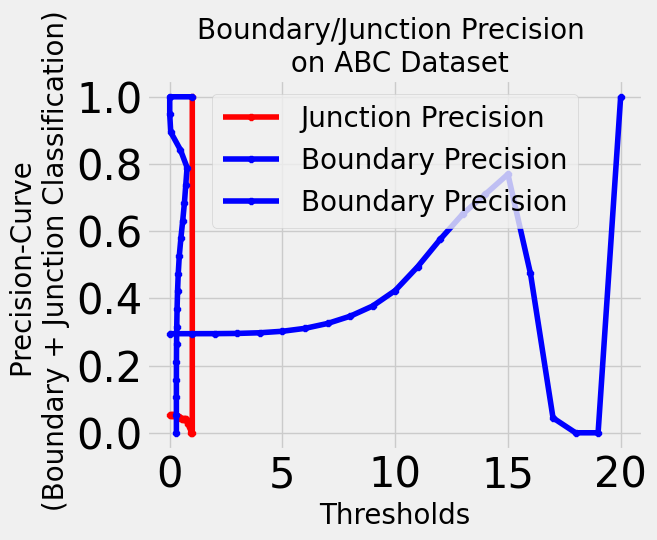 Boundary/Junction Precision
on ABC Dataset
Precision-Curve
(Boundary + Junction Classification)
1.0
0.8
0.6
0.4
0.2
0.0
Junction Precision
Boundary Precision
Boundary Precision
0 5 10 15 20
Thresholds